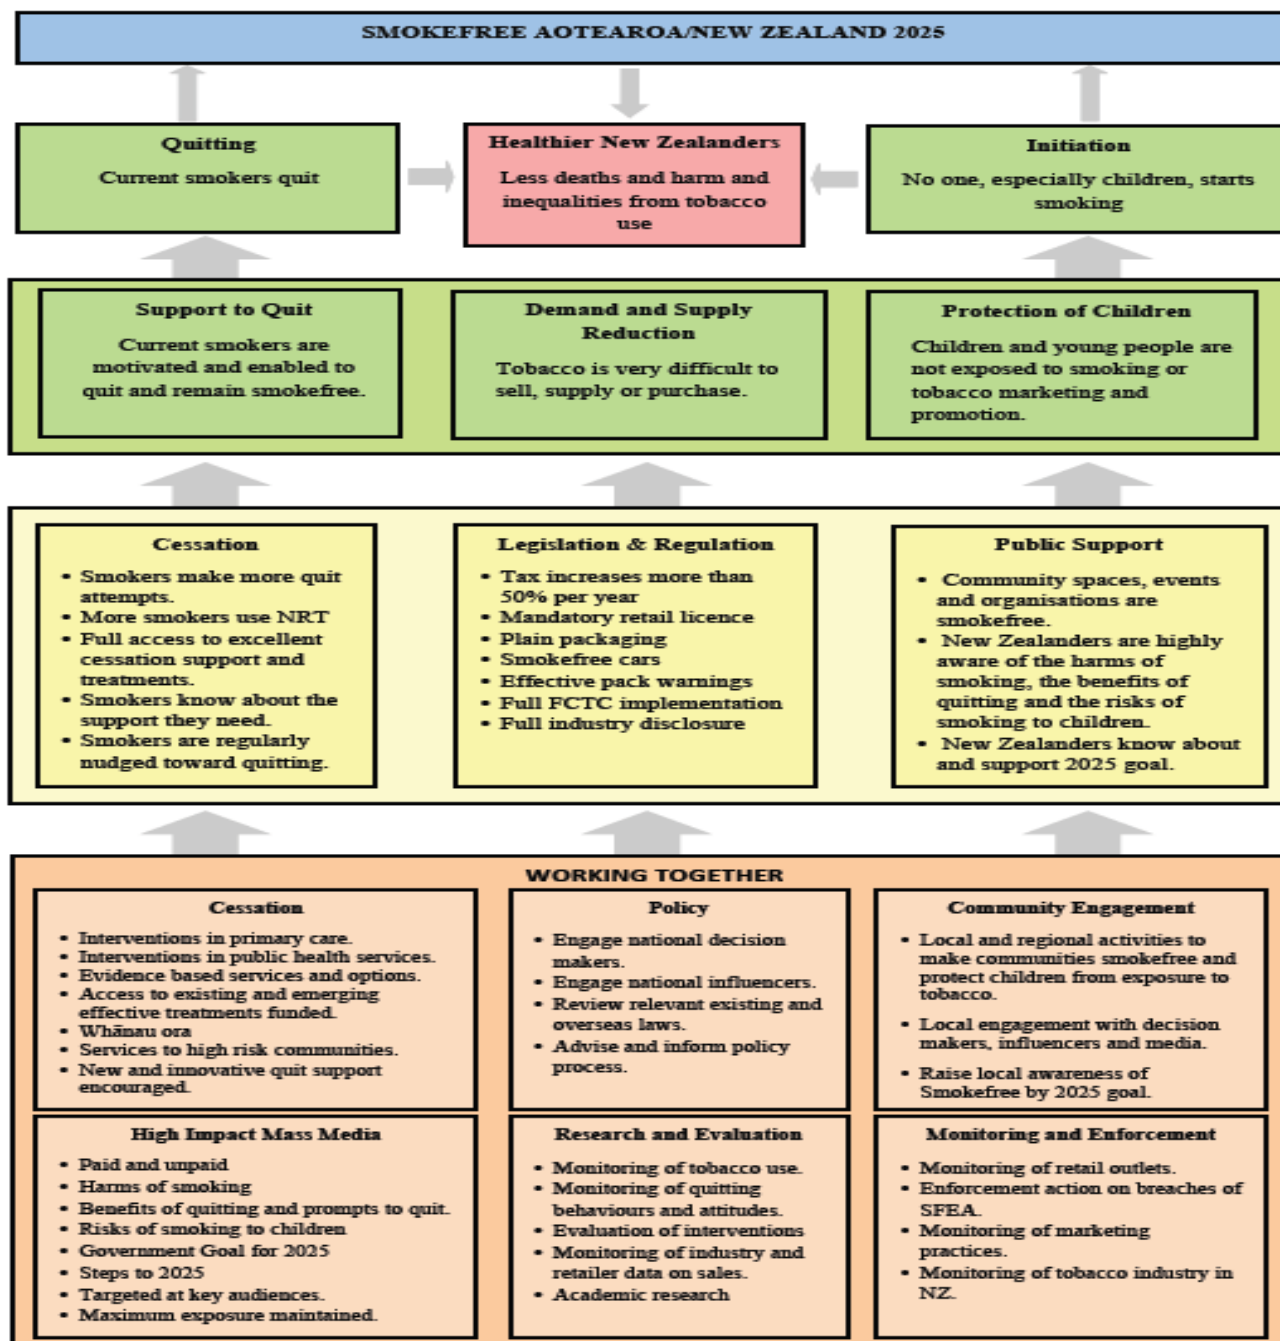 SMOKEFREE AOTEAROA/NEW ZEALAND 2025
Quitting
Current smokers quit
Healthier New Zealanders
Less deaths and harm and
inequalities from tobacco
use
Initiation
No one, especially children, starts
smoking
Support to Quit
Current smokers are
motivated and enabled to
quit and remain smokefree.
Demand and Supply
Reduction
Tobacco is very difficult to
sell, supply or purchase.
Protection of Children
Children and young people are
not exposed to smoking or
tobacco marketing and
promotion.
Cessation
• Smokers make more quit
attempts.
• More smokers use NRT
• Full access to excellent
cessation support and
treatments.
• Smokers know about the
support they need.
• Smokers are regularly
nudged toward quitting.
Legislation & Regulation
• Tax increases more than
50% per year
• Mandatory retail licence
• Plain packaging
• Smokefree cars
• Effective pack warnings
• Full FCTC implementation
• Full industry disclosure
Public Support
• Community spaces, events
and organisations are
smokefree.
• New Zealanders are highly
aware of the harms of
smoking, the benefits of
quitting and the risks of
smoking to children.
• New Zealanders know about
and support 2025 goal.
WORKING TOGETHER
Cessation
• Interventions in primary care.
• Interventions in public health services.
• Evidence based services and options.
• Access to existing and emerging
effective treatments funded.
• Whānau ora
• Services to high risk communities.
• New and innovative quit support
encouraged.
Policy
• Engage national decision
makers.
• Engage national influencers.
• Review relevant existing and
overseas laws.
• Advise and inform policy
process.
Community Engagement
• Local and regional activities to
make communities smokefree and
protect children from exposure to
tobacco.
• Local engagement with decision
makers, influencers and media.
• Raise local awareness of
Smokefree by 2025 goal.
High Impact Mass Media
• Paid and unpaid
• Harms of smoking
• Benefits of quitting and prompts to quit.
• Risks of smoking to children
• Government Goal for 2025
• Steps to 2025
• Targeted at key audiences.
• Maximum exposure maintained.
Research and Evaluation
• Monitoring of tobacco use.
• Monitoring of quitting
behaviours and attitudes.
• Evaluation of interventions
• Monitoring of industry and
retailer data on sales.
• Academic research
Monitoring and Enforcement
• Monitoring of retail outlets.
• Enforcement action on breaches of
SFEA.
• Monitoring of marketing
practices.
• Monitoring of tobacco industry in
NZ.